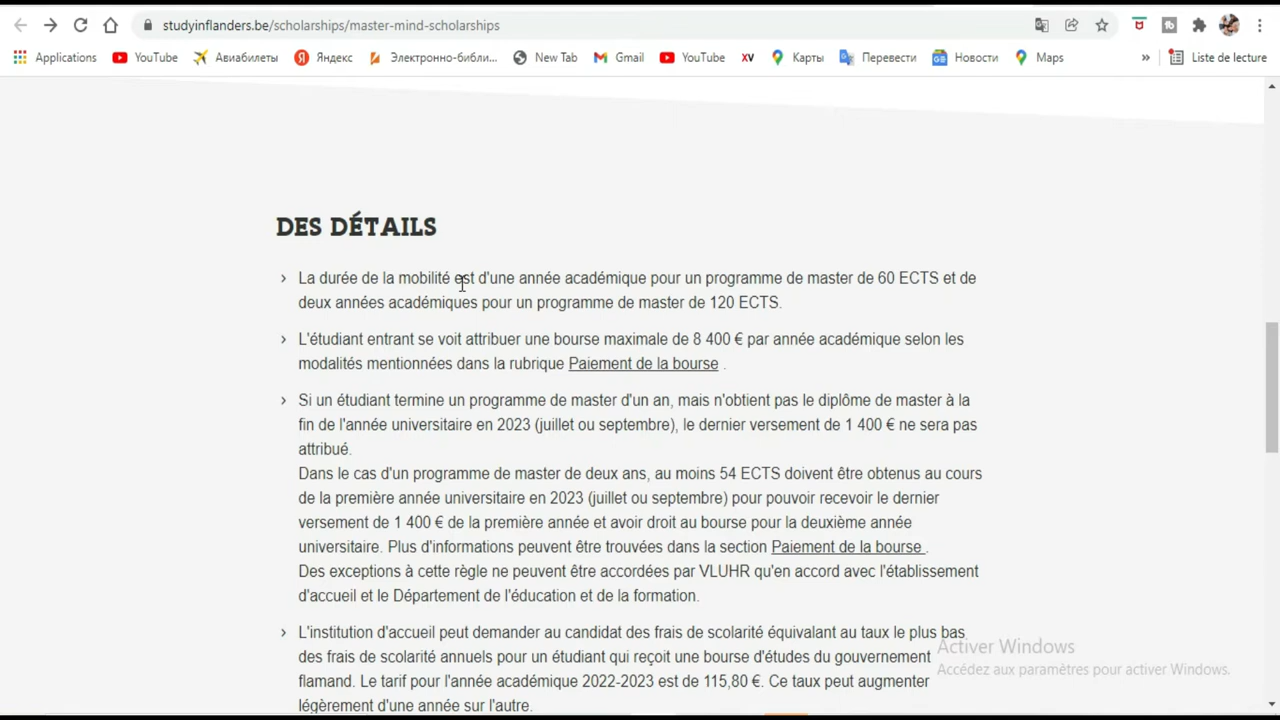 studyinflanders.be/scholarships/master-mind-scholarships
Applications YouTube Авиабилеты Яндекс Электронно-библи... New Tab Gmail YouTube XV Карты Перевести Новости Maps » Liste de lecture
DES DÉTAILS
La durée de la mobilité est d'une année académique pour un programme de master de 60 ECTS et de
deux années académiques pour un programme de master de 120 ECTS.
L'étudiant entrant se voit attribuer une bourse maximale de 8 400 € par année académique selon les
modalités mentionnées dans la rubrique Paiement de la bourse .
Si un étudiant termine un programme de master d'un an, mais n'obtient pas le diplôme de master à la
fin de l'année universitaire en 2023 (juillet ou septembre), le dernier versement de 1 400 € ne sera pas
attribué.
Dans le cas d'un programme de master de deux ans, au moins 54 ECTS doivent être obtenus au cours
de la première année universitaire en 2023 (juillet ou septembre) pour pouvoir recevoir le dernier
versement de 1 400 € de la première année et avoir droit au bourse pour la deuxième année
universitaire. Plus d'informations peuvent être trouvées dans la section Paiement de la bourse .
Des exceptions à cette règle ne peuvent être accordées par VLUHR qu'en accord avec l'établissement
d'accueil et le Département de l'éducation et de la formation.
L'institution d'accueil peut demander au candidat des frais de scolarité équivalant au taux le plus bas
des frais de scolarité annuels pour un étudiant qui reçoit une bourse d'études du gouvernement
flamand. Le tarif pour l'année académique 2022-2023 est de 115,80 €. Ce taux peut augmenter
légèrement d'une année sur l'autre.
Activer Windows
Accédez aux paramètres pour activer Windows.